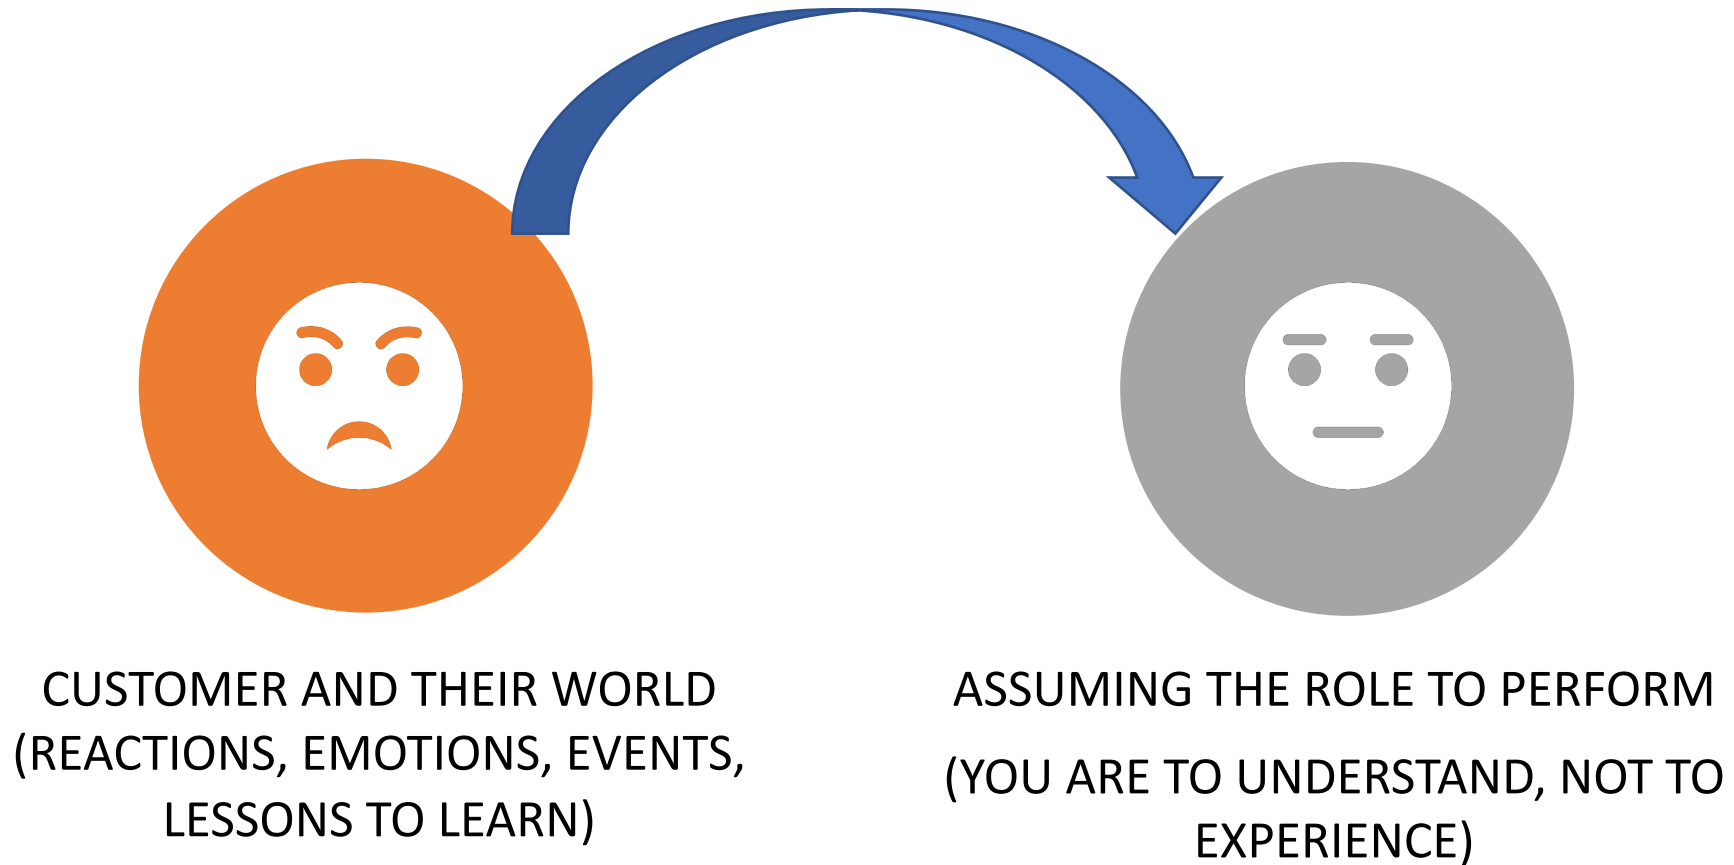 CUSTOMER AND THEIR WORLD
(REACTIONS, EMOTIONS, EVENTS,
LESSONS TO LEARN)
ASSUMING THE ROLE TO PERFORM
(YOU ARE TO UNDERSTAND, NOT TO
EXPERIENCE)